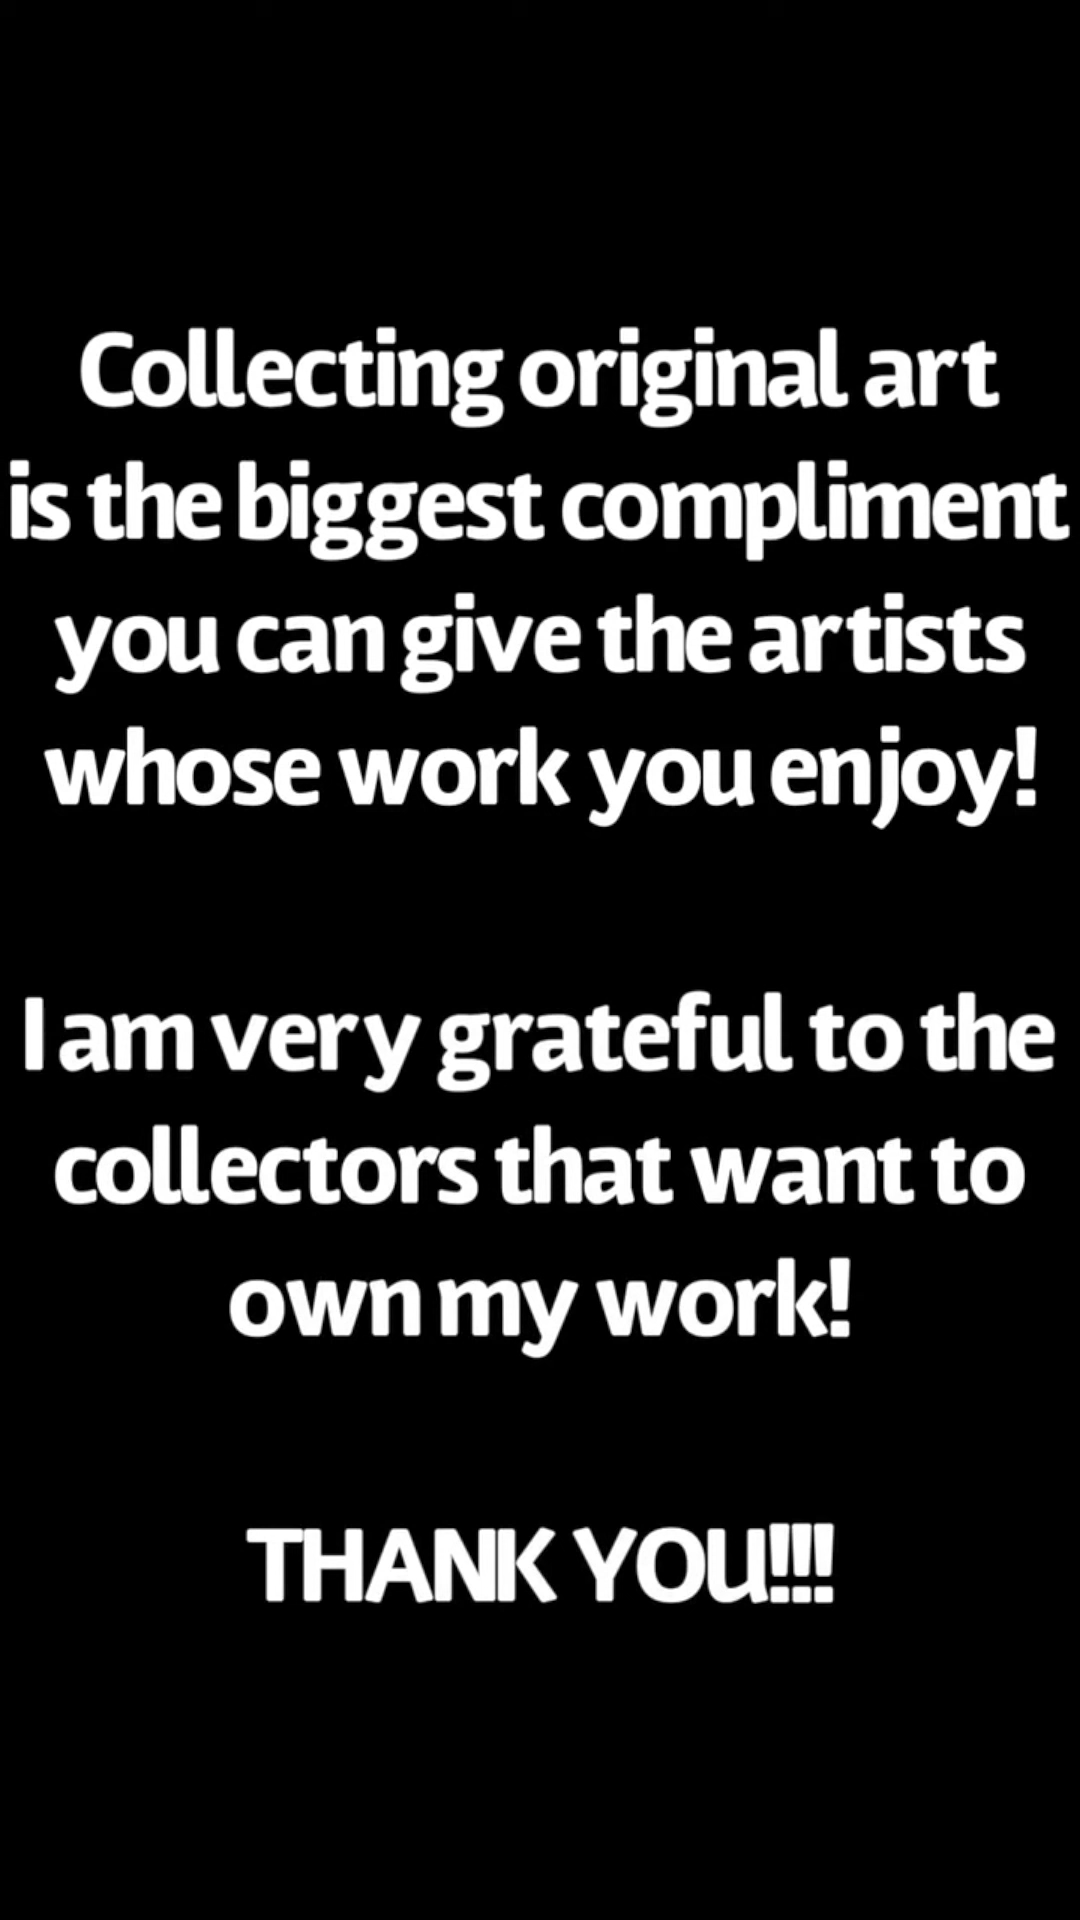 Collecting original art
is the biggest compliment
you can give the artists
whose work you enjoy!
I am very grateful to the
collectors that want to
own my work!
THANK YOU!!!